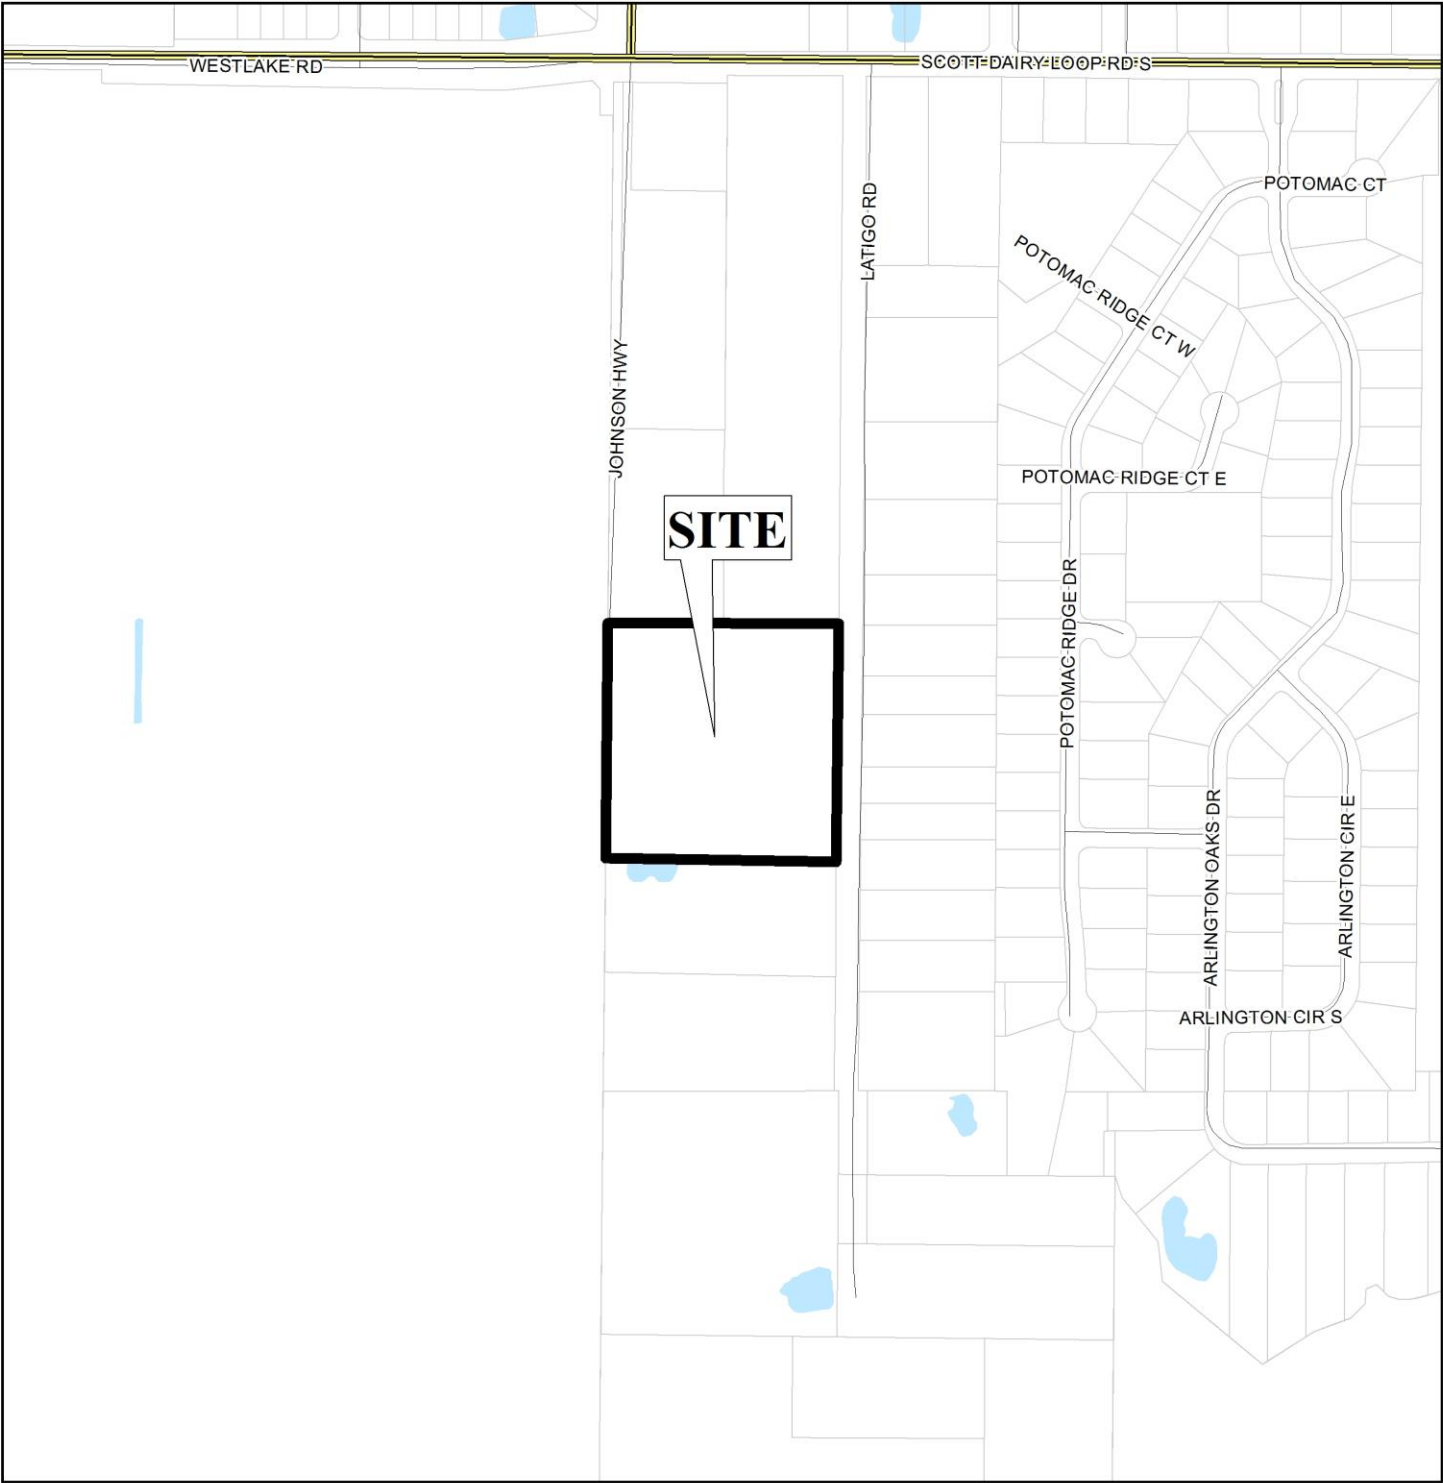 WESTLAKE RD
SCOTT DAIRY LOOP RD S
POTOMAC CT
LATIGO RD
POTOMAC RIDGE CT W
JOHNSON HWY
POTOMAC RIDGE CT E
SITE
POTOMAC RIDGE DR
ARLINGTON OAKS DR
ARLINGTON CIR E
ARLINGTON CIR S